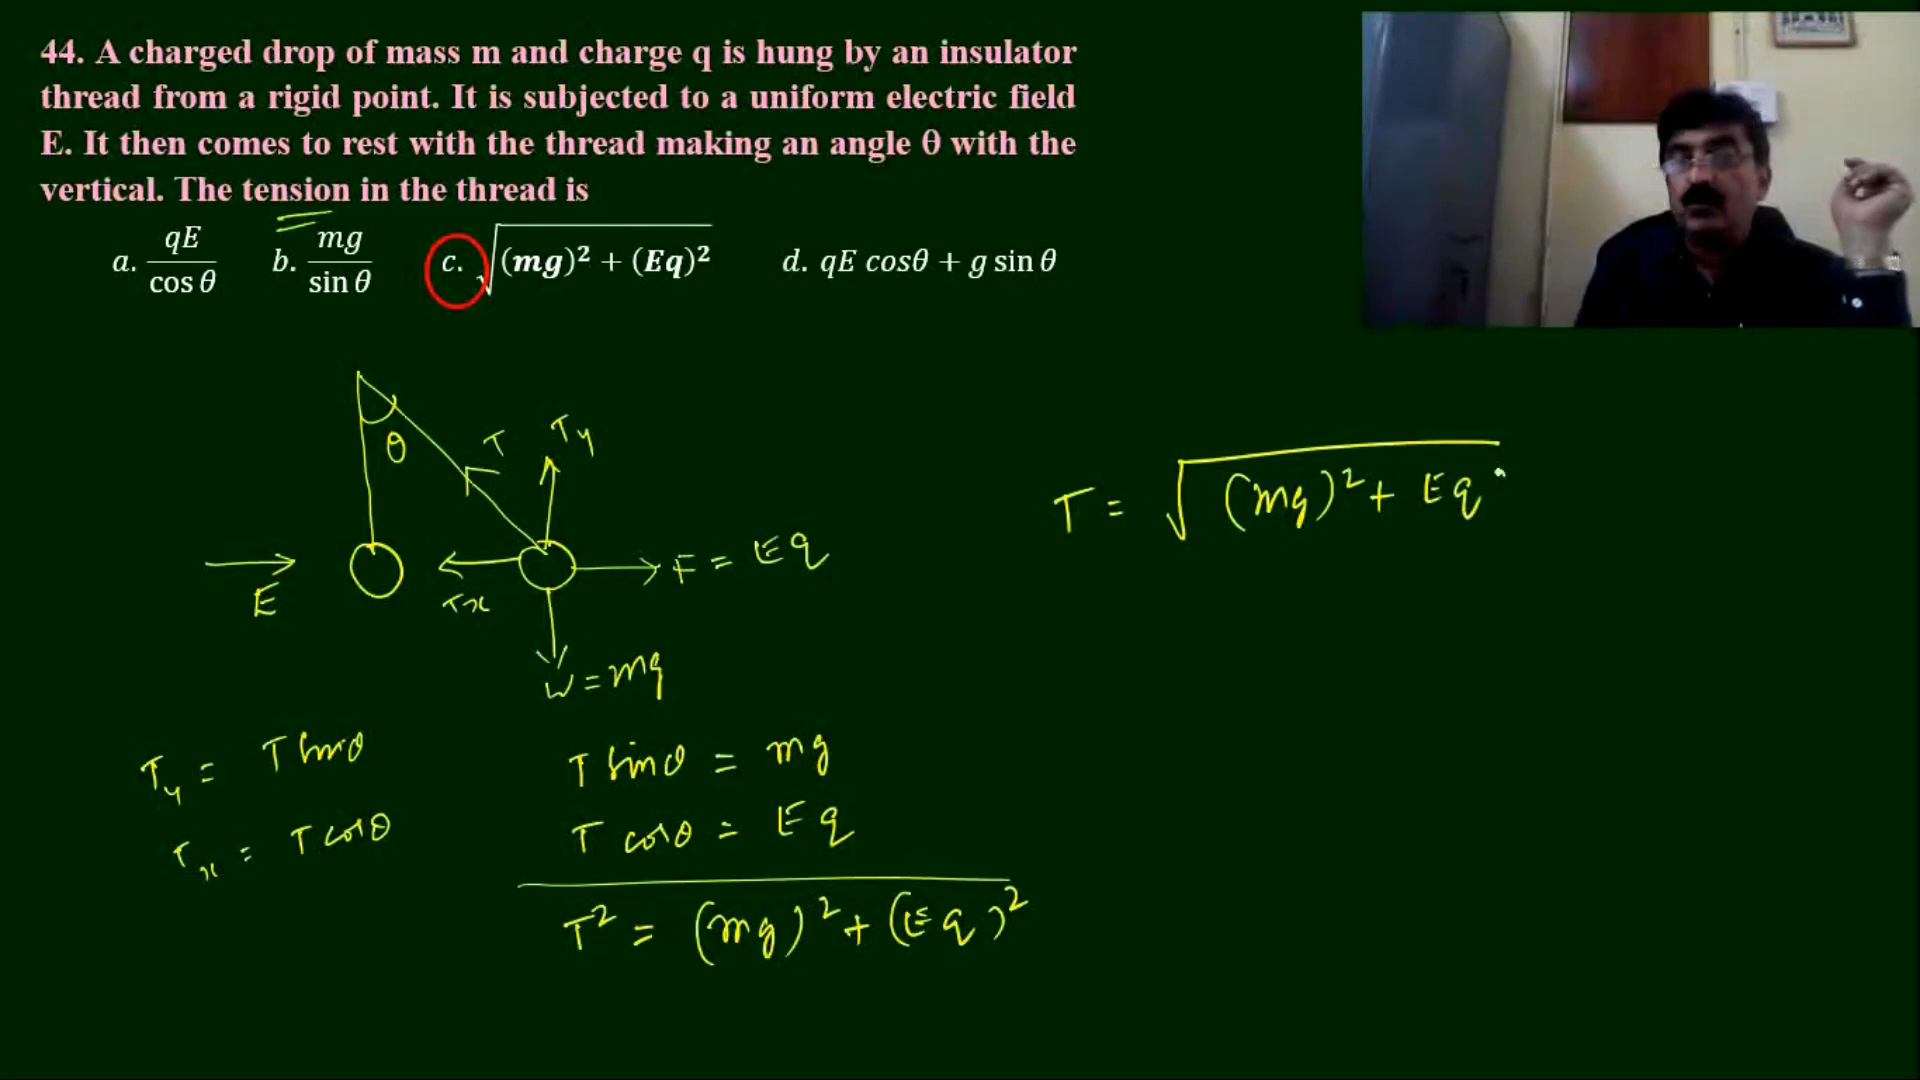 44. A charged drop of mass m and charge q is hung by an insulator
thread from a rigid point. It is subjected to a uniform electric field
E. It then comes to rest with the thread making an angle θ with the
vertical. The tension in the thread is
a. qE / cos θ b. mg / sin θ c. √((mg)² + (Eq)²) d. qE cosθ + g sin θ
θ
T
Ty
T = √((mg)² + Eq
E
Tx
F = Eq
W = mg
Ty = T sinθ
T sinθ = mg
Tx = T cosθ
T cosθ = Eq
T² = (mg)² + (Eq)²